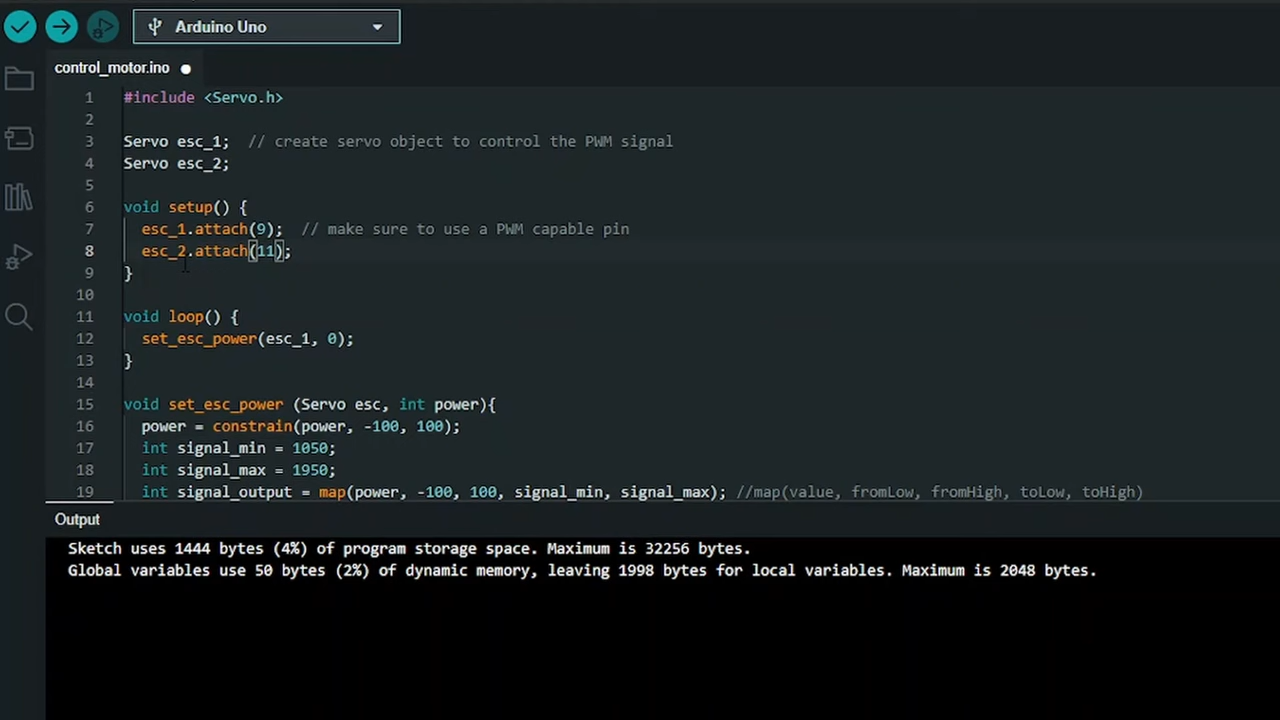 Arduino Uno
control_motor.ino
1 #include <Servo.h>
2
3 Servo esc_1;  // create servo object to control the PWM signal
4 Servo esc_2;
5
6 void setup() {
7   esc_1.attach(9);  // make sure to use a PWM capable pin
8   esc_2.attach(11);
9 }
10
11 void loop() {
12   set_esc_power(esc_1, 0);
13 }
14
15 void set_esc_power (Servo esc, int power){
16   power = constrain(power, -100, 100);
17   int signal_min = 1050;
18   int signal_max = 1950;
19   int signal_output = map(power, -100, 100, signal_min, signal_max); //map(value, fromLow, fromHigh, toLow, toHigh)
Output
Sketch uses 1444 bytes (4%) of program storage space. Maximum is 32256 bytes.
Global variables use 50 bytes (2%) of dynamic memory, leaving 1998 bytes for local variables. Maximum is 2048 bytes.